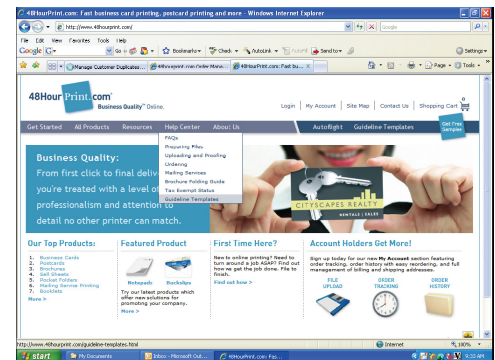 48HourPrint.com: Fast business card printing, postcard printing and more - Windows Internet Explorer
http://www.48hourprint.com/
Google
File Edit View Favorites Tools Help
Google Go Bookmarks Check AutoLink AutoFill Send to Settings
Manage Customer Duplicates... 48hourprint.com Order Mana... 48HourPrint.com: Fast bu... Page Tools
48HourPrint.com
Business Quality™ Online.
Login | My Account | Site Map | Contact Us | Shopping Cart
Get Started All Products Resources Help Center About Us Autoflight Guideline Templates
Get Free
Samples
FAQs
Preparing Files
Uploading and Proofing
Ordering
Mailing Services
Brochure Folding Guide
Tax Exempt Status
Guideline Templates
Business Quality:
From first click to final deliv
you're treated with a level of
professionalism and attention to
detail no other printer can match.
CITYSCAPES REALTY
RENTALS | SALES
Our Top Products:
1. Business Cards
2. Postcards
3. Brochures
4. Sell Sheets
5. Pocket Folders
6. Mailing Service Printing
7. Booklets
More >
Featured Product
Notepads Buckslips
Try our latest products which
offer new solutions for
promoting your company.
More >
First Time Here?
New to online printing? Need to
turn around a job ASAP? Find out
how we get the job done. File to
finish.
Find out how >
Account Holders Get More!
Sign up today for our new My Account section featuring
order tracking, order history with easy reordering, and full
management of billing and shipping addresses.
FILE
UPLOAD
ORDER
TRACKING
ORDER
HISTORY
http://www.48hourprint.com/guideline-templates.html Internet 100%
start My Documents Inbox - Microsoft Out... 48HourPrint.com: Fas... 9:33 AM